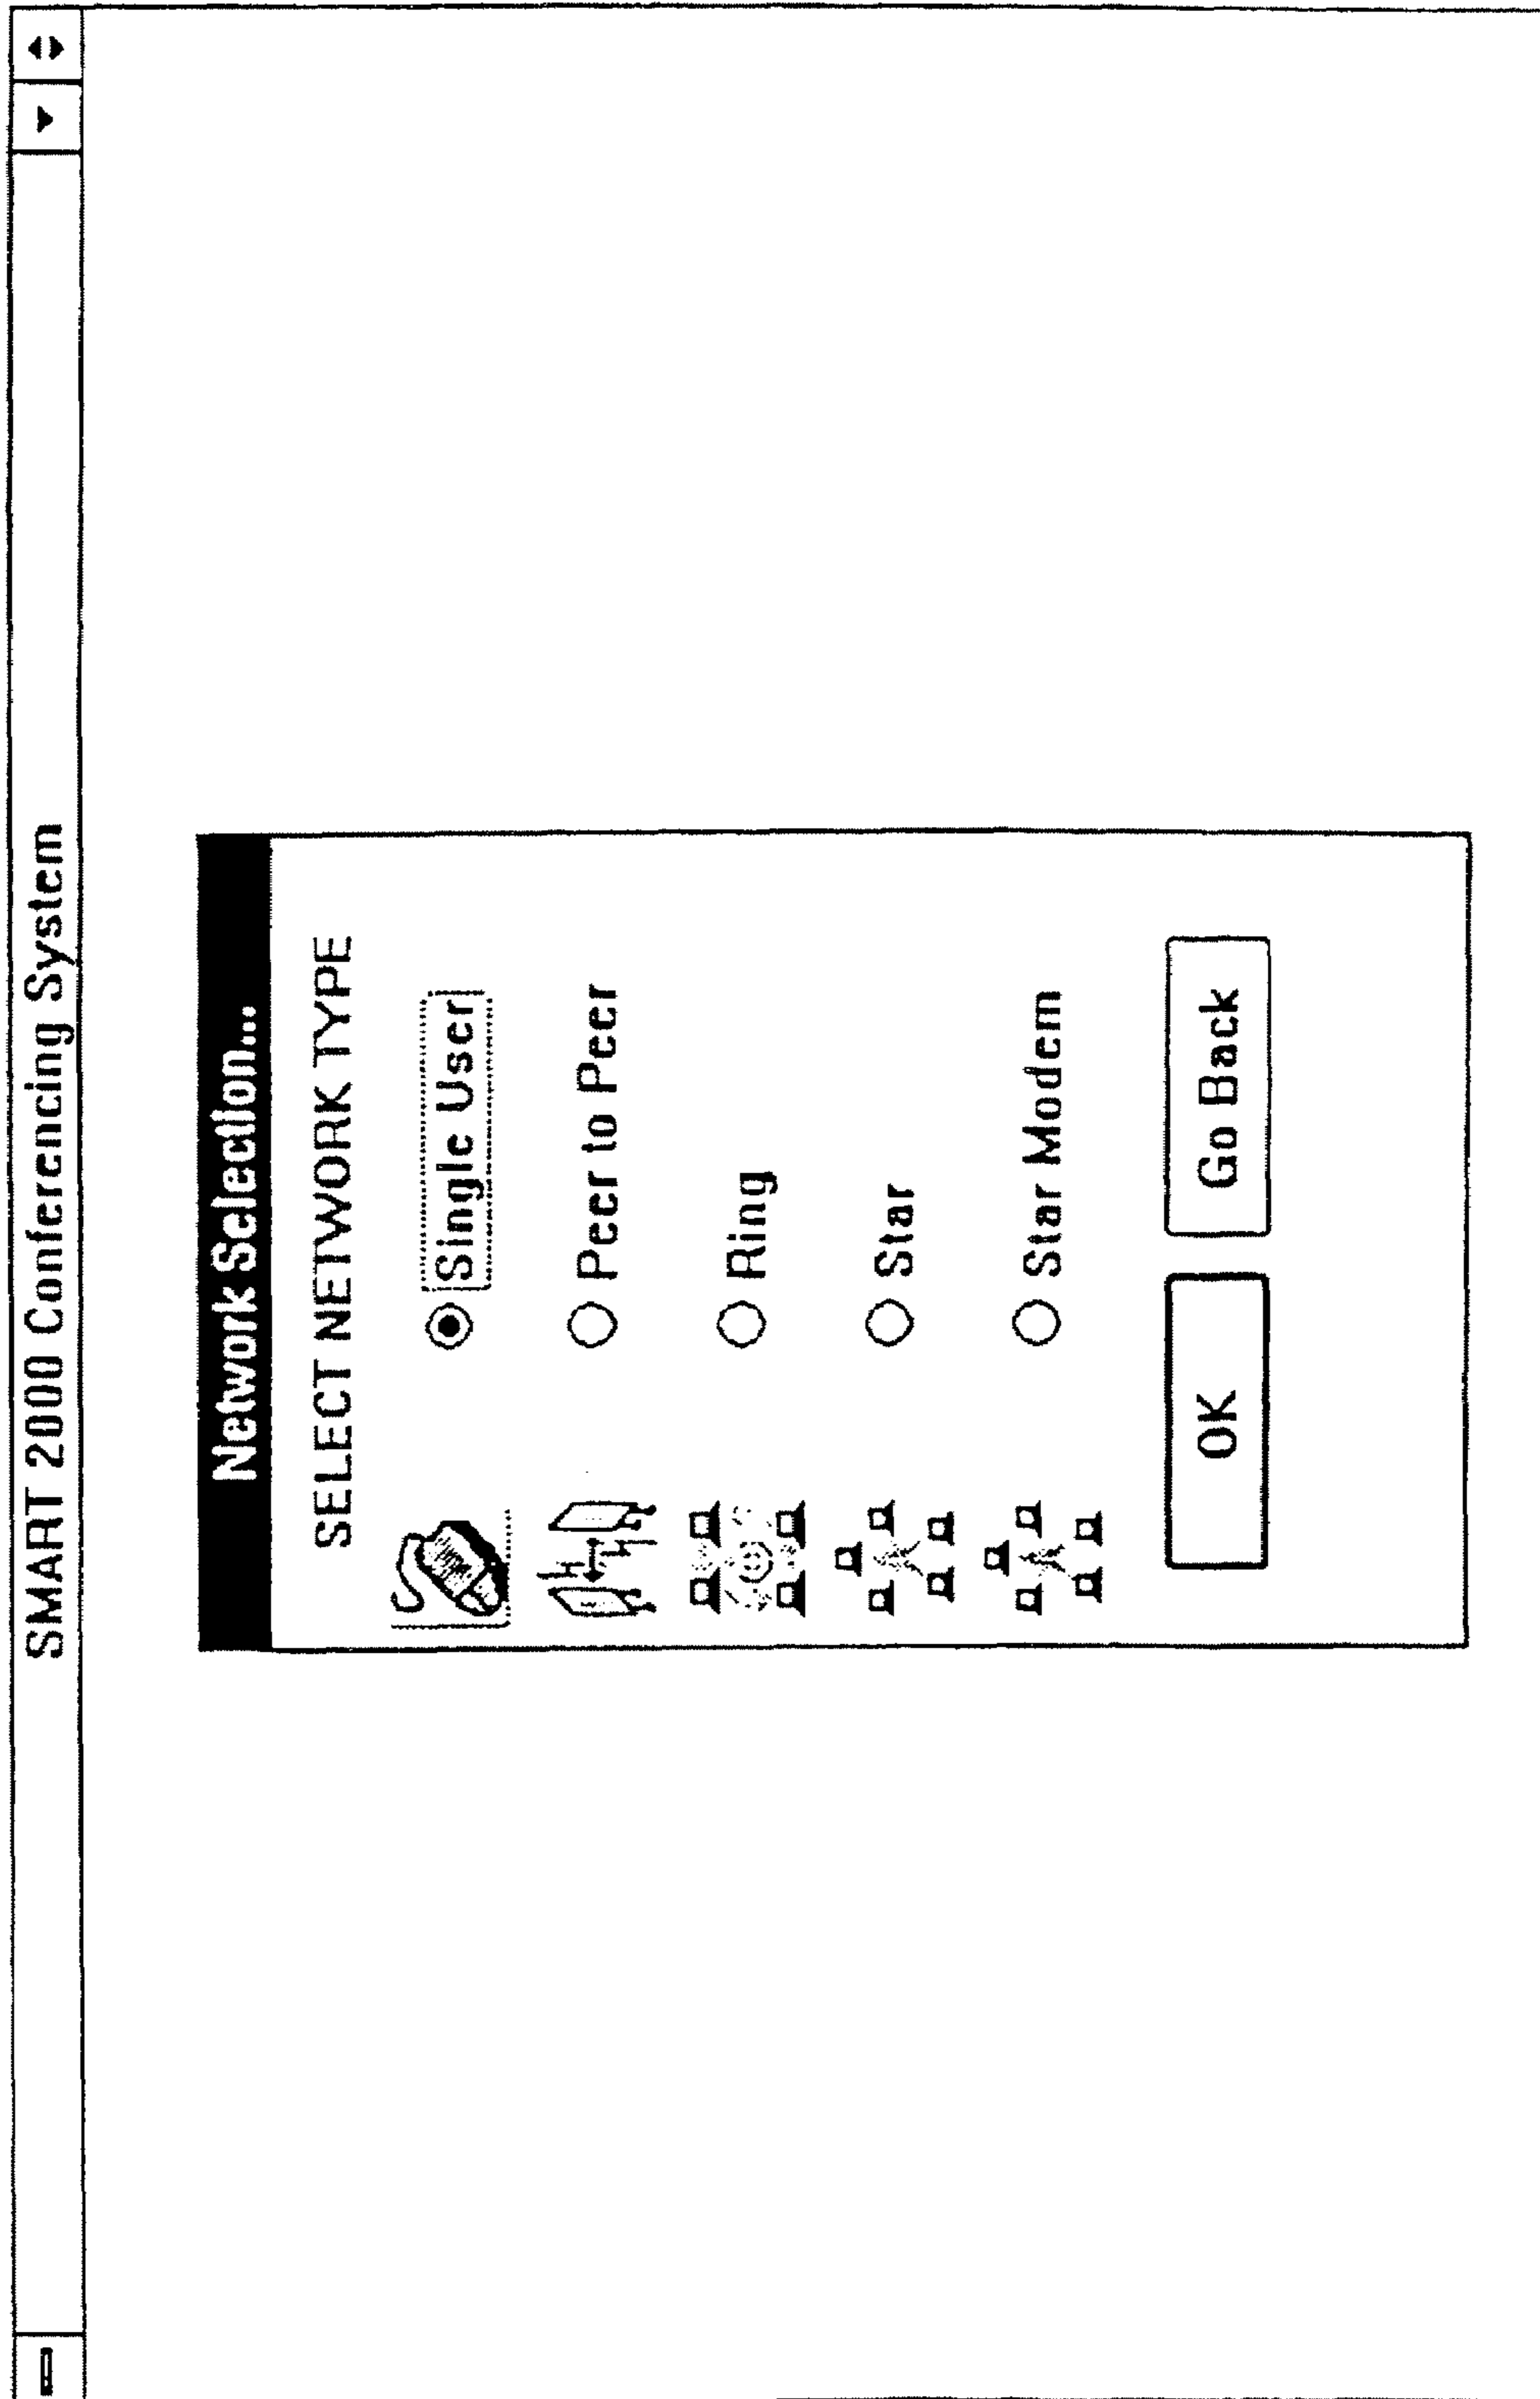 SMART 2000 Conferencing System
Network Selection...
SELECT NETWORK TYPE
Single User
Peer to Peer
Ring
Star
Star Modem
OK
Go Back